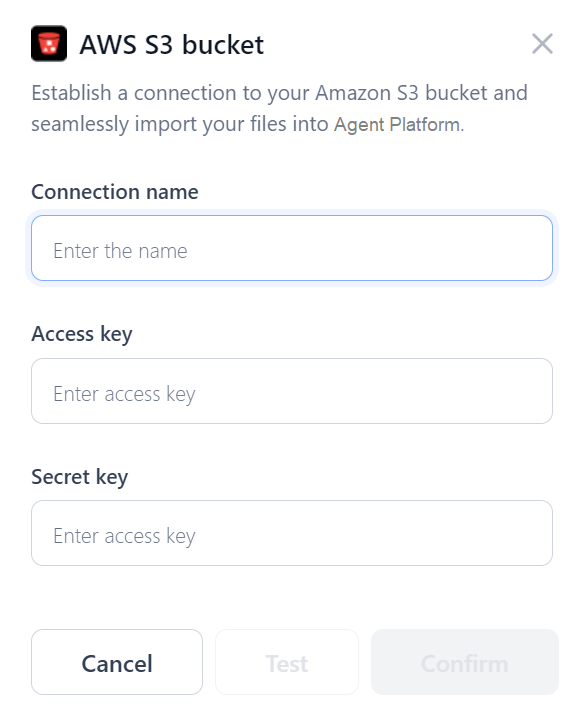 AWS S3 bucket
Establish a connection to your Amazon S3 bucket and
seamlessly import your files into Agent Platform.
Connection name
Enter the name
Access key
Enter access key
Secret key
Enter access key
Cancel Test Confirm